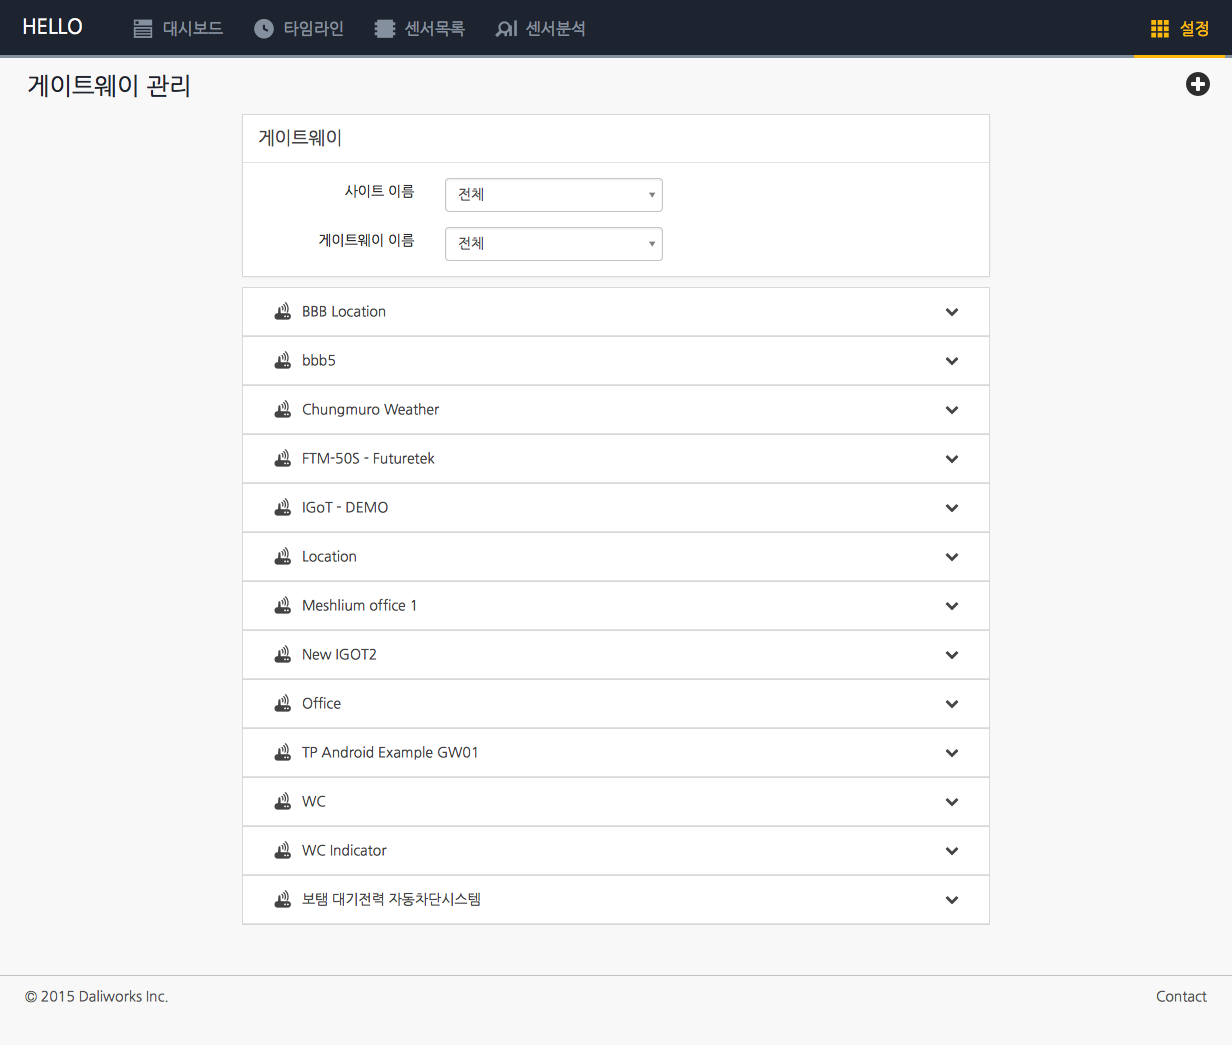 HELLO 대시보드 타임라인 센서목록 센서분석 설정
게이트웨이 관리
게이트웨이
사이트 이름 전체
게이트웨이 이름 전체
BBB Location
bbb5
Chungmuro Weather
FTM-50S - Futuretek
IGoT - DEMO
Location
Meshlium office 1
New IGOT2
Office
TP Android Example GW01
WC
WC Indicator
보탬 대기전력 자동차단시스템
© 2015 Daliworks Inc. Contact